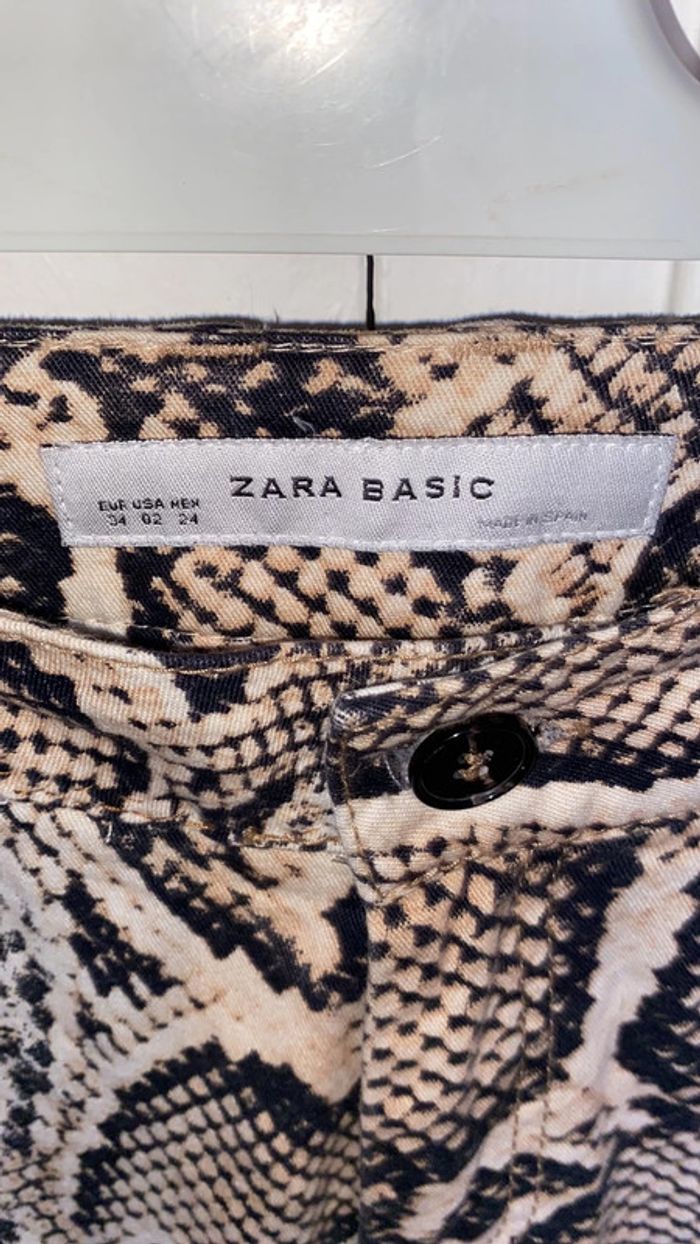 ZARA BASIC
EUR USA MEX
34 02 24
MADE IN SPAIN